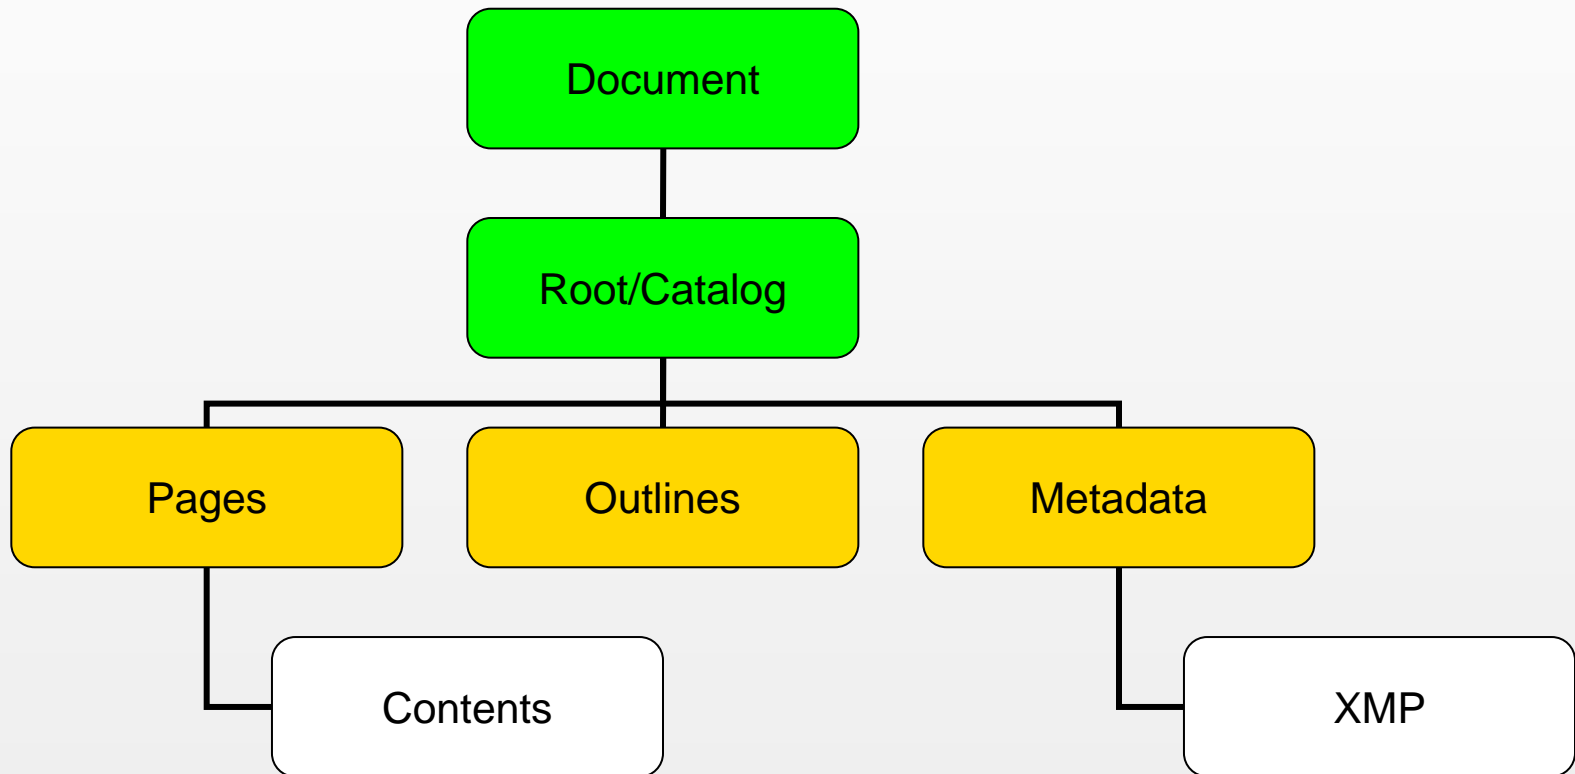 Document
Root/Catalog
Pages
Outlines
Metadata
Contents
XMP